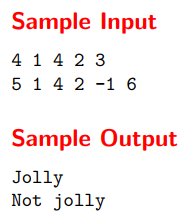 Sample Input
4 1 4 2 3
5 1 4 2 -1 6
Sample Output
Jolly
Not jolly